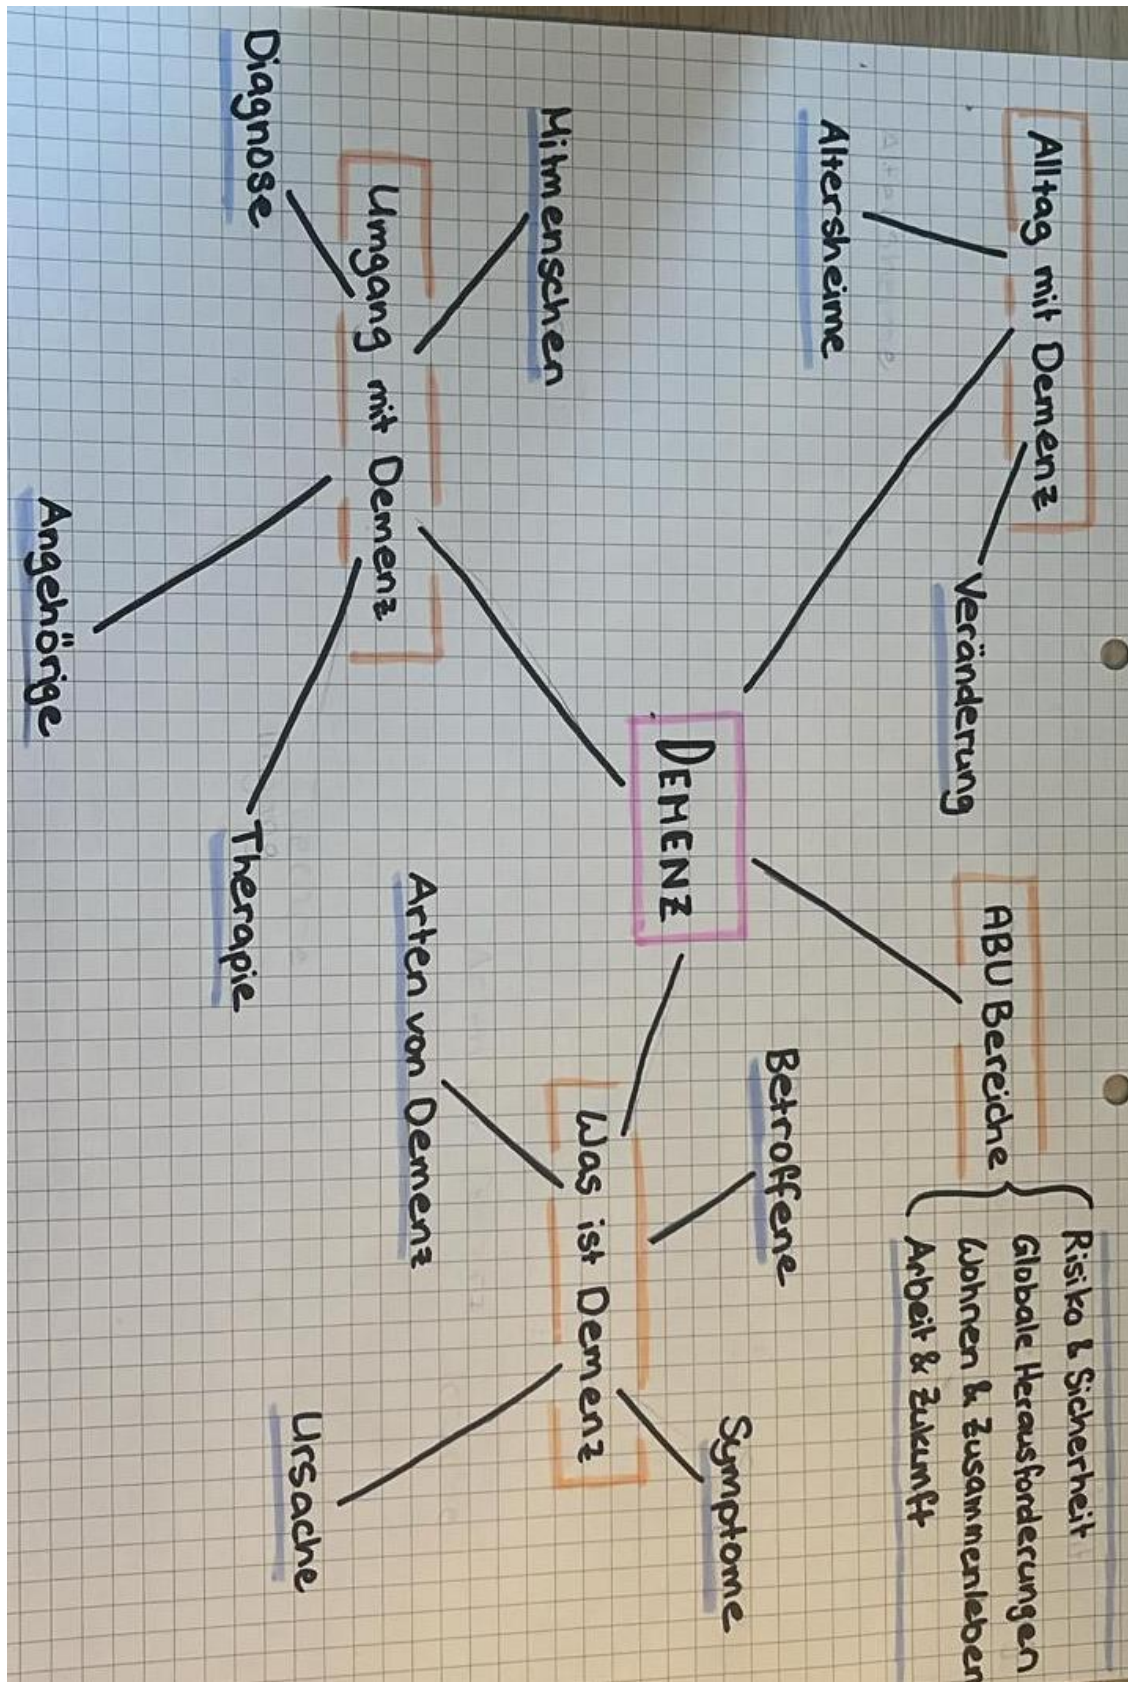 Alltag mit Demenz
Altersheime
Veränderung
ABU Bereiche
Risiko & Sicherheit
Globale Herausforderungen
Wohnen & Zusammenleben
Arbeit & Zukunft
DEMENZ
Mitmenschen
Umgang mit Demenz
Diagnose
Angehörige
Therapie
Betroffene
Was ist Demenz
Symptome
Arten von Demenz
Ursache